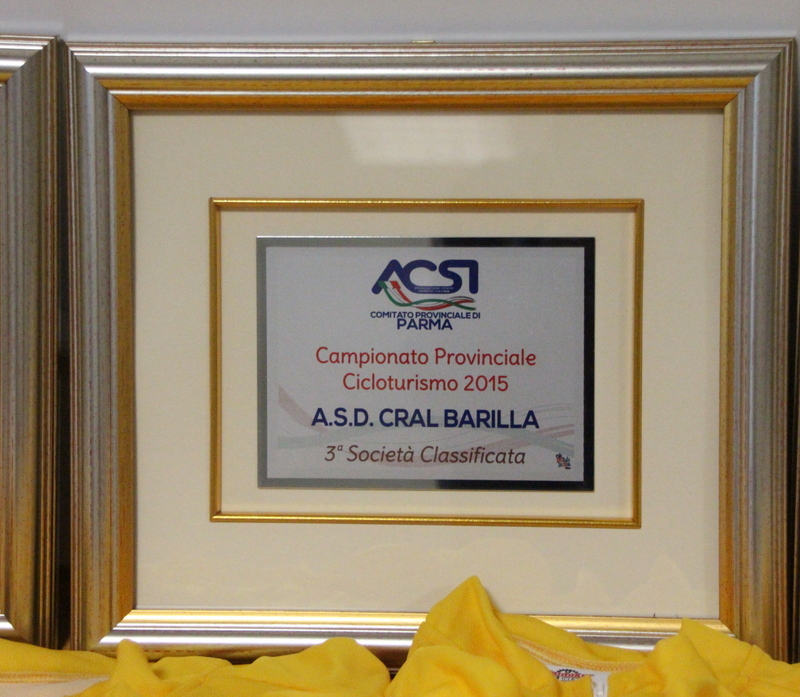 ACSI
COMITATO PROVINCIALE DI
PARMA
Campionato Provinciale
Cicloturismo 2015
A.S.D. CRAL BARILLA
3ª Società Classificata